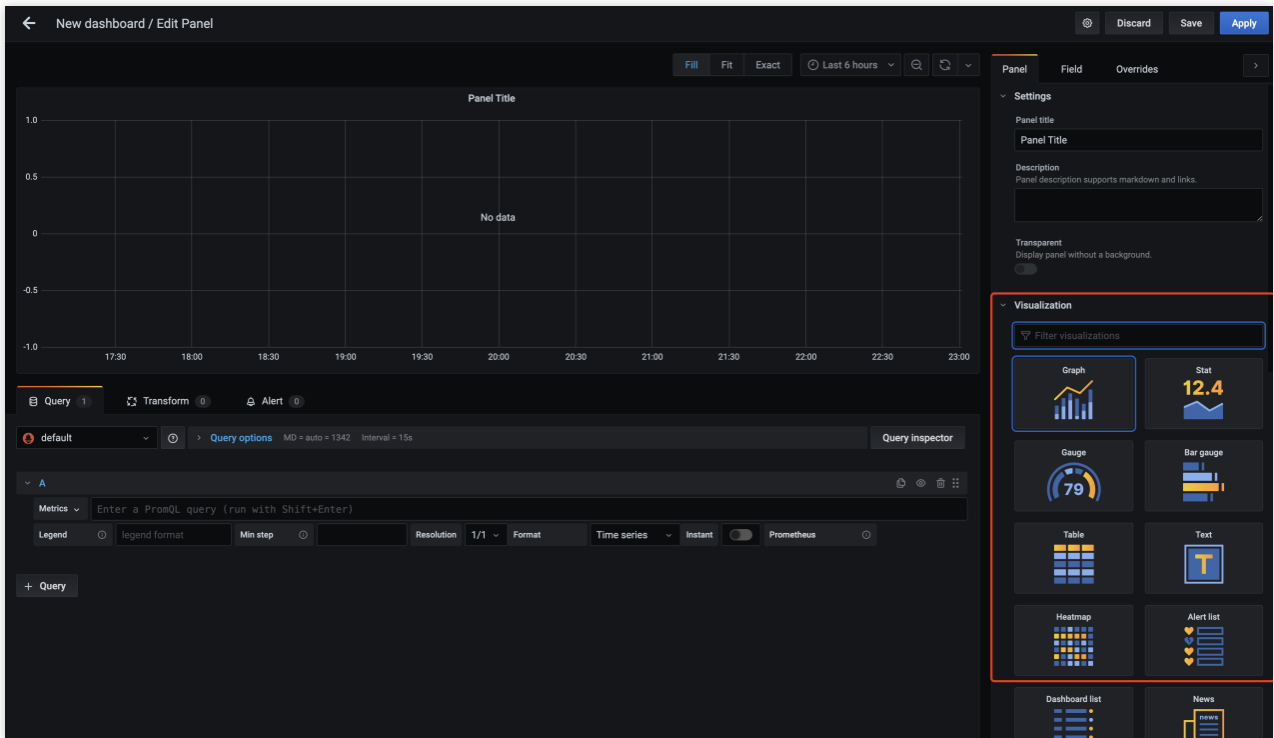 New dashboard / Edit Panel
Discard
Save
Apply
Fill
Fit
Exact
Last 6 hours
Panel Title
1.0
0.5
0
-0.5
-1.0
No data
17:30
18:00
18:30
19:00
19:30
20:00
20:30
21:00
21:30
22:00
22:30
23:00
Query 1
Transform 0
Alert 0
default
Query options MD = auto = 1342 Interval = 15s
Query inspector
A
Metrics
Enter a PromQL query (run with Shift+Enter)
Legend
legend format
Min step
Resolution
1/1
Format
Time series
Instant
Prometheus
+ Query
Panel
Field
Overrides
Settings
Panel title
Panel Title
Description
Panel description supports markdown and links.
Transparent
Display panel without a background.
Visualization
Filter visualizations
Graph
Stat
12.4
Gauge
79
Bar gauge
Table
Text
T
Heatmap
Alert list
Dashboard list
News
news